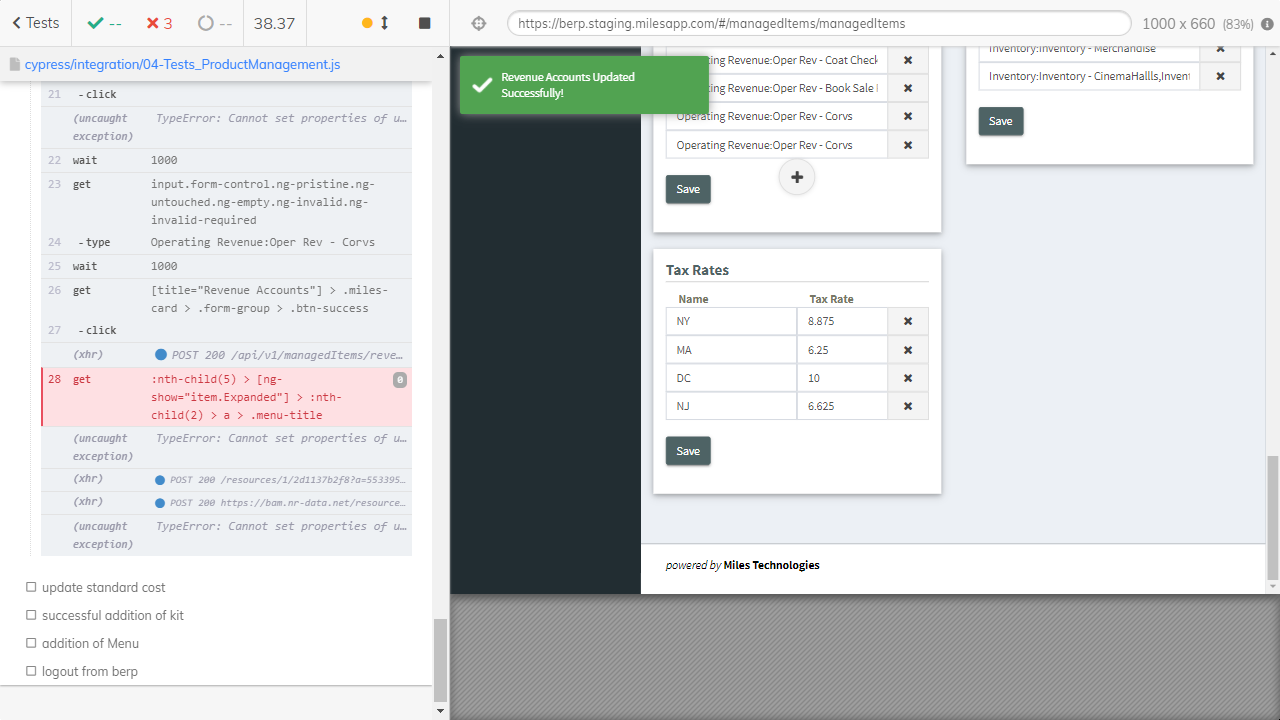 Tests
--
3
--
38.37
https://berp.staging.milesapp.com/#/managedItems/managedItems
1000 x 660 (83%)
cypress/integration/04-Tests_ProductManagement.js
21 - click
(uncaught exception) TypeError: Cannot set properties of u…
22 wait 1000
23 get input.form-control.ng-pristine.ng-
untouched.ng-empty.ng-invalid.ng-
invalid-required
24 - type Operating Revenue:Oper Rev - Corvs
25 wait 1000
26 get [title="Revenue Accounts"] > .miles-
card > .form-group > .btn-success
27 - click
(xhr) POST 200 /api/v1/managedItems/reve…
28 get :nth-child(5) > [ng-
show="item.Expanded"] > :nth-
child(2) > a > .menu-title
0
(uncaught exception) TypeError: Cannot set properties of u…
(xhr) POST 200 /resources/1/2d1137b2f8?a=553395…
(xhr) POST 200 https://bam.nr-data.net/resource…
(uncaught exception) TypeError: Cannot set properties of u…
update standard cost
successful addition of kit
addition of Menu
logout from berp
Revenue Accounts Updated
Successfully!
ting Revenue:Oper Rev - Coat Check
ting Revenue:Oper Rev - Book Sale
Operating Revenue:Oper Rev - Corvs
Operating Revenue:Oper Rev - Corvs
Save
Inventory:Inventory - Merchandise
Inventory:Inventory - CinemaHallls,Invent
Save
Tax Rates
Name Tax Rate
NY 8.875
MA 6.25
DC 10
NJ 6.625
Save
powered by Miles Technologies